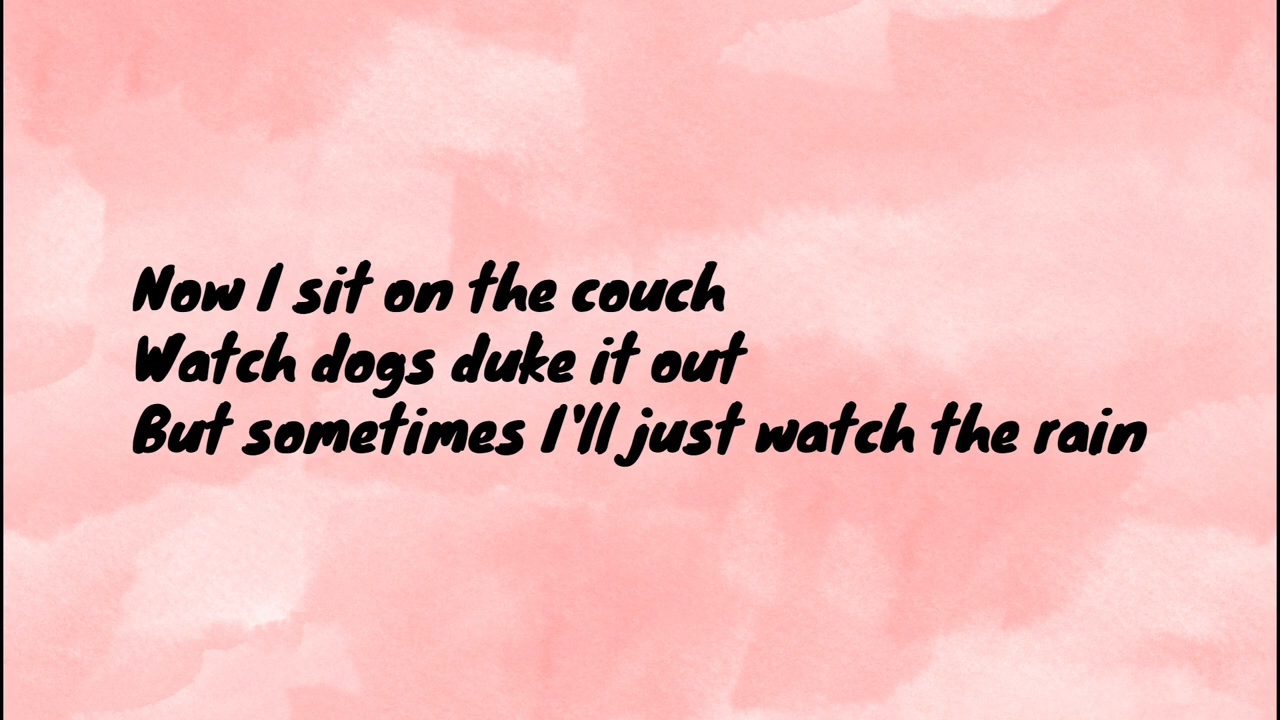 Now I sit on the couch
Watch dogs duke it out
But sometimes I'll just watch the rain